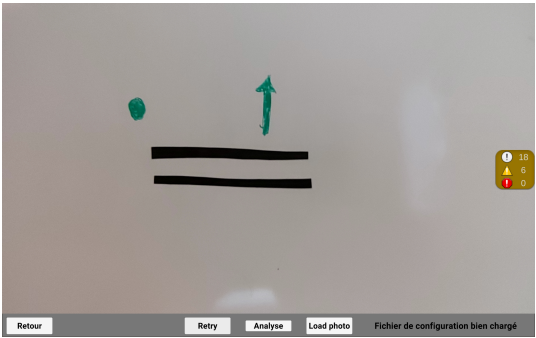 18
6
0
Retour
Retry
Analyse
Load photo
Fichier de configuration bien chargé